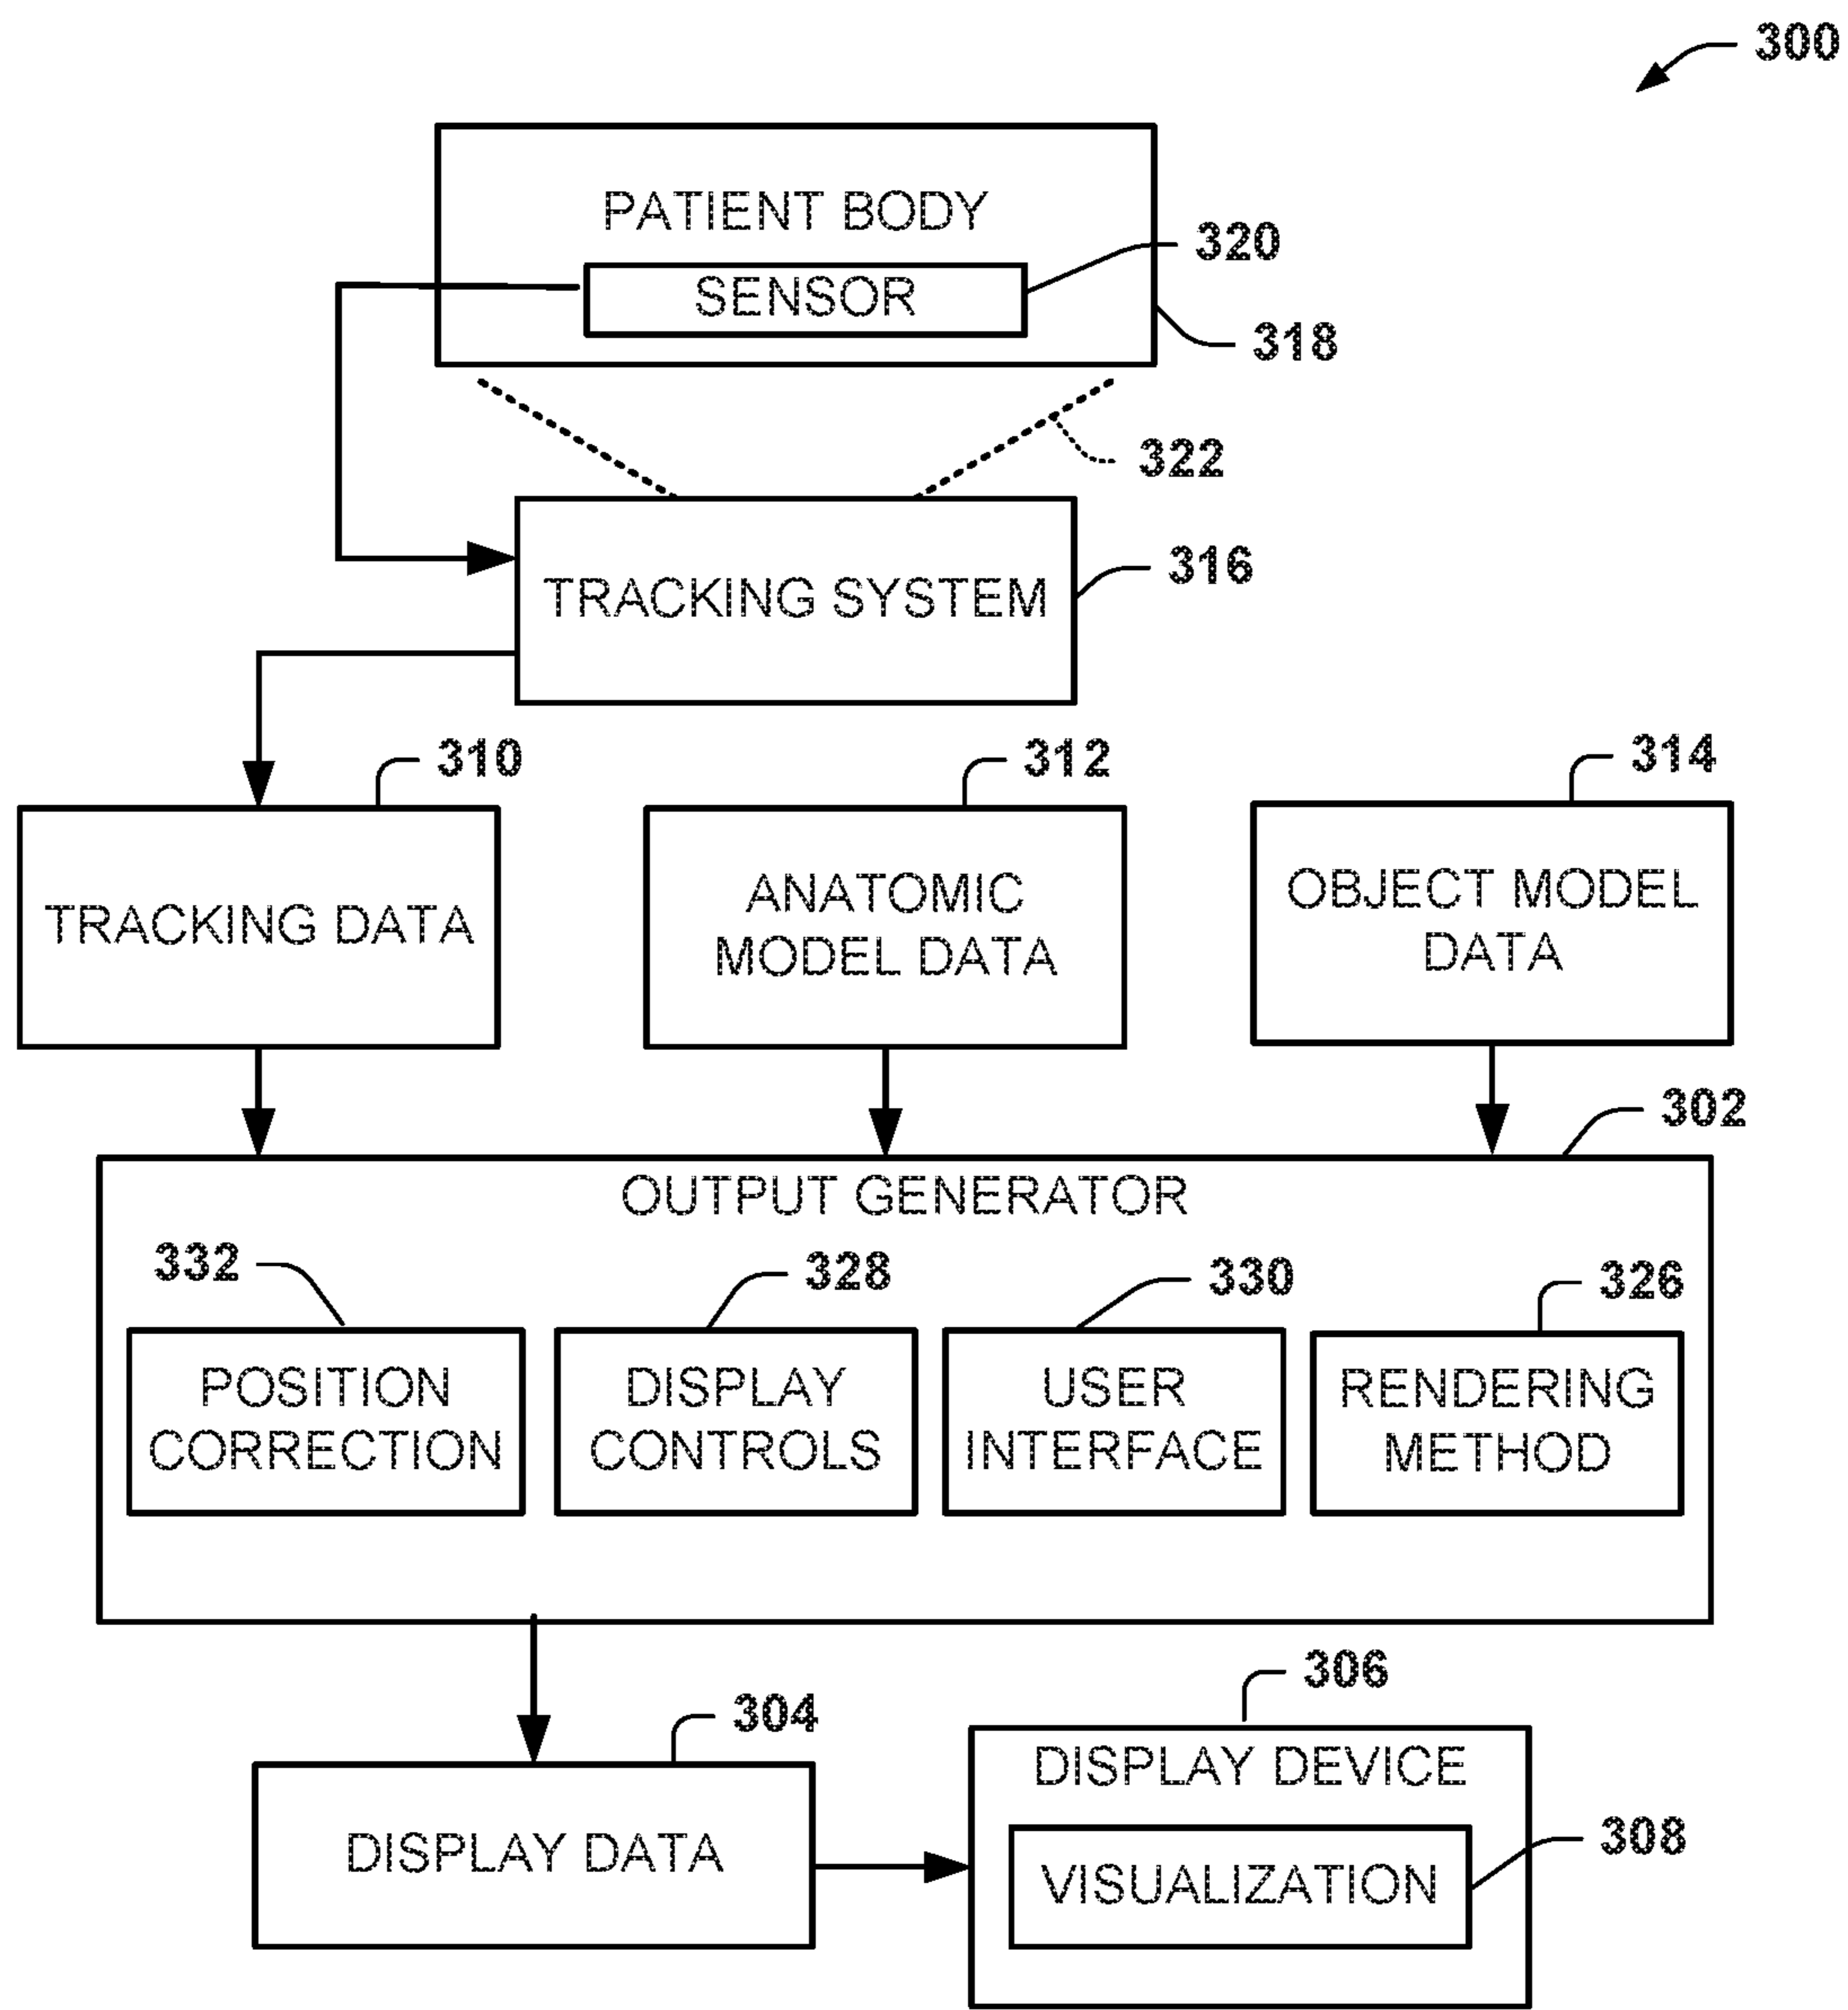 300
PATIENT BODY
320
SENSOR
318
322
316
TRACKING SYSTEM
310
312
314
TRACKING DATA
ANATOMIC
MODEL DATA
OBJECT MODEL
DATA
302
OUTPUT GENERATOR
332
328
330
326
POSITION
CORRECTION
DISPLAY
CONTROLS
USER
INTERFACE
RENDERING
METHOD
304
306
DISPLAY DATA
DISPLAY DEVICE
308
VISUALIZATION